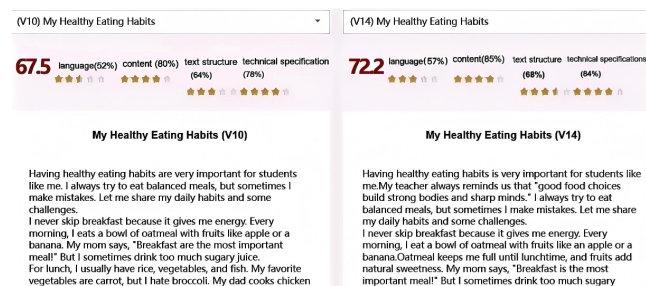 (V10) My Healthy Eating Habits
67.5 language(52%) content (80%) text structure (64%) technical specification (78%)
My Healthy Eating Habits (V10)
Having healthy eating habits are very important for students
like me. I always try to eat balanced meals, but sometimes I
make mistakes. Let me share my daily habits and some
challenges.
I never skip breakfast because it gives me energy. Every
morning, I eats a bowl of oatmeal with fruits like apple or a
banana. My mom says, "Breakfast are the most important
meal!" But I sometimes drink too much sugary juice.
For lunch, I usually have rice, vegetables, and fish. My favorite
vegetables are carrot, but I hate broccoli. My dad cooks chicken
(V14) My Healthy Eating Habits
72.2 language(57%) content(85%) text structure (68%) technical specifications (84%)
My Healthy Eating Habits (V14)
Having healthy eating habits is very important for students like
me.My teacher always reminds us that "good food choices
build strong bodies and sharp minds." I always try to eat
balanced meals, but sometimes I make mistakes. Let me share
my daily habits and some challenges.
I never skip breakfast because it gives me energy. Every
morning, I eat a bowl of oatmeal with fruits like an apple or a
banana.Oatmeal keeps me full until lunchtime, and fruits add
natural sweetness. My mom says, "Breakfast is the most
important meal!" But I sometimes drink too much sugary